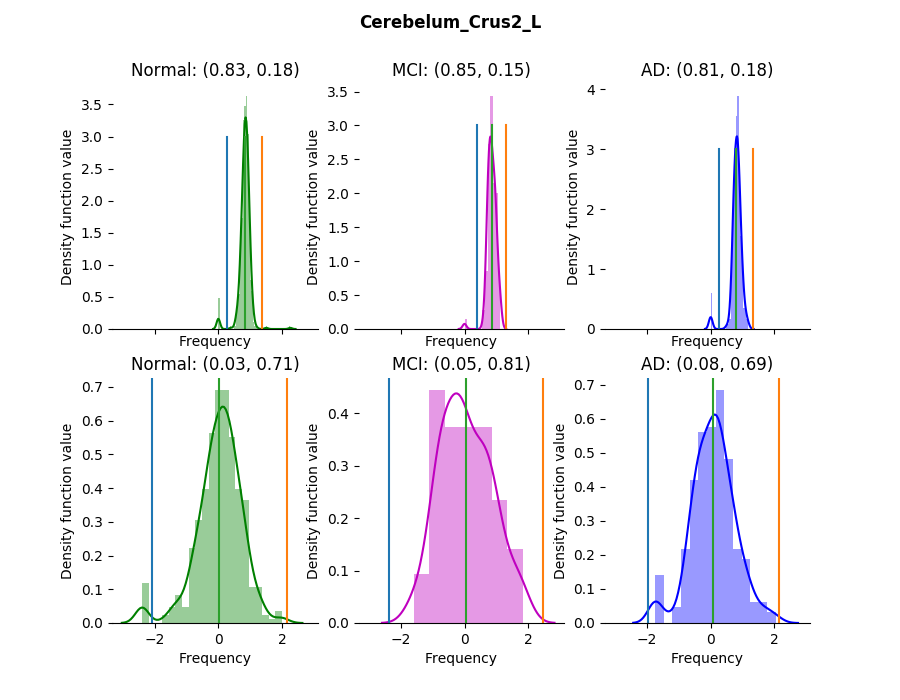 Cerebelum_Crus2_L
Normal: (0.83, 0.18)
MCI: (0.85, 0.15)
AD: (0.81, 0.18)
Density function value
3.5
3.0
2.5
2.0
1.5
1.0
0.5
0.0
Frequency
Density function value
3.5
3.0
2.5
2.0
1.5
1.0
0.5
0.0
Frequency
Density function value
4
3
2
1
0
Frequency
Normal: (0.03, 0.71)
MCI: (0.05, 0.81)
AD: (0.08, 0.69)
Density function value
0.7
0.6
0.5
0.4
0.3
0.2
0.1
0.0
−2 0 2
Frequency
Density function value
0.4
0.3
0.2
0.1
0.0
−2 0 2
Frequency
Density function value
0.7
0.6
0.5
0.4
0.3
0.2
0.1
0.0
−2 0 2
Frequency